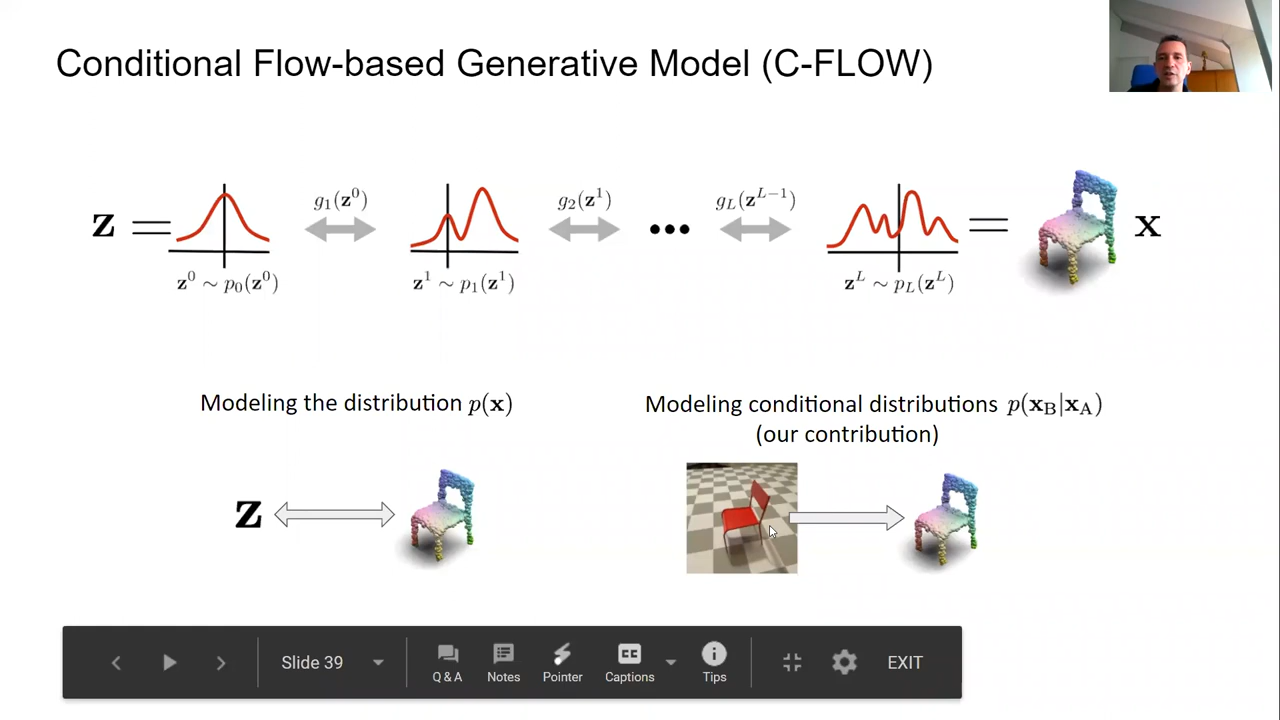 Conditional Flow-based Generative Model (C-FLOW)
g₁(z⁰) g₂(z¹) g_L(z^{L−1})
z = ••• = x
z⁰ ∼ p₀(z⁰) z¹ ∼ p₁(z¹) z^L ∼ p_L(z^L)
Modeling the distribution p(x)
Modeling conditional distributions p(x_B|x_A)
(our contribution)
z
Slide 39
Q & A Notes Pointer Captions Tips EXIT